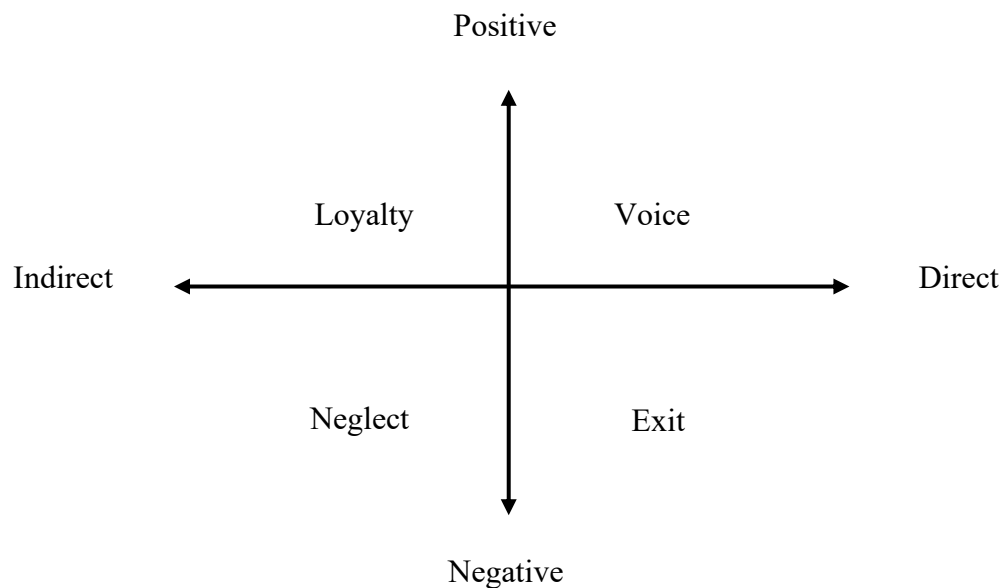 Positive
Loyalty Voice
Indirect Direct
Neglect Exit
Negative